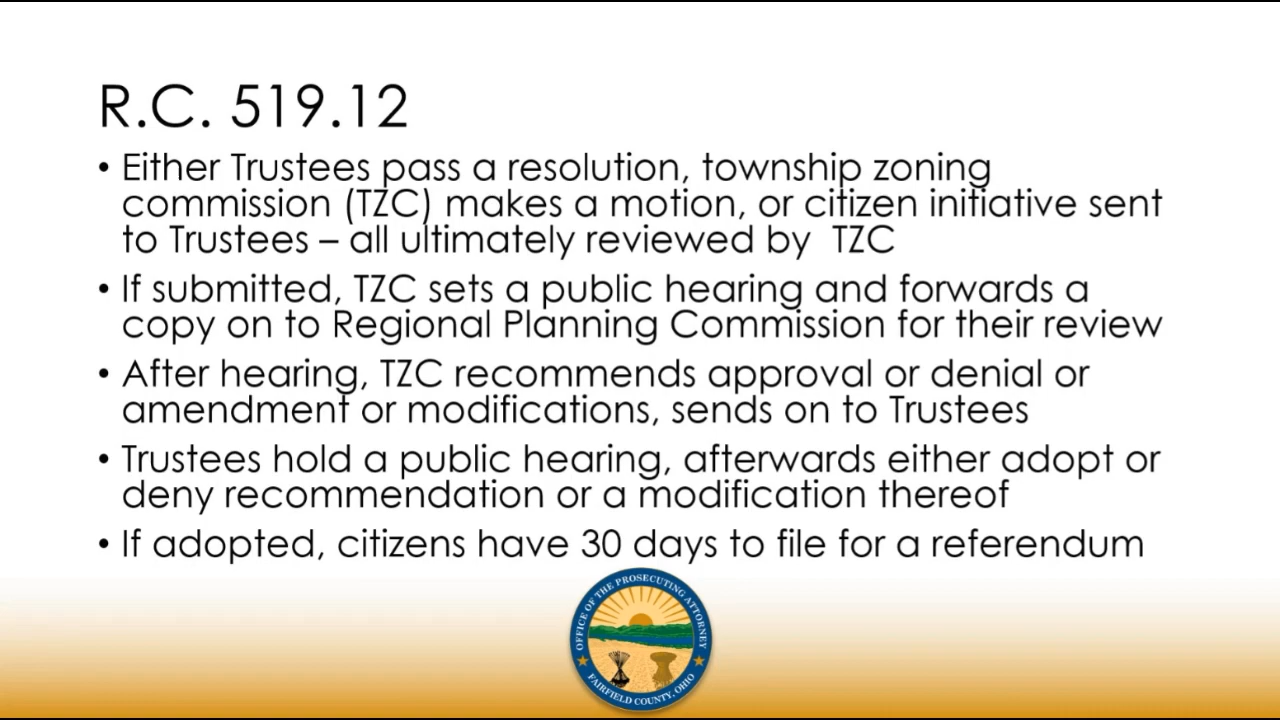 R.C. 519.12
• Either Trustees pass a resolution, township zoning
commission (TZC) makes a motion, or citizen initiative sent
to Trustees – all ultimately reviewed by  TZC
• If submitted, TZC sets a public hearing and forwards a
copy on to Regional Planning Commission for their review
• After hearing, TZC recommends approval or denial or
amendment or modifications, sends on to Trustees
• Trustees hold a public hearing, afterwards either adopt or
deny recommendation or a modification thereof
• If adopted, citizens have 30 days to file for a referendum
OFFICE OF THE PROSECUTING ATTORNEY
FAIRFIELD COUNTY, OHIO